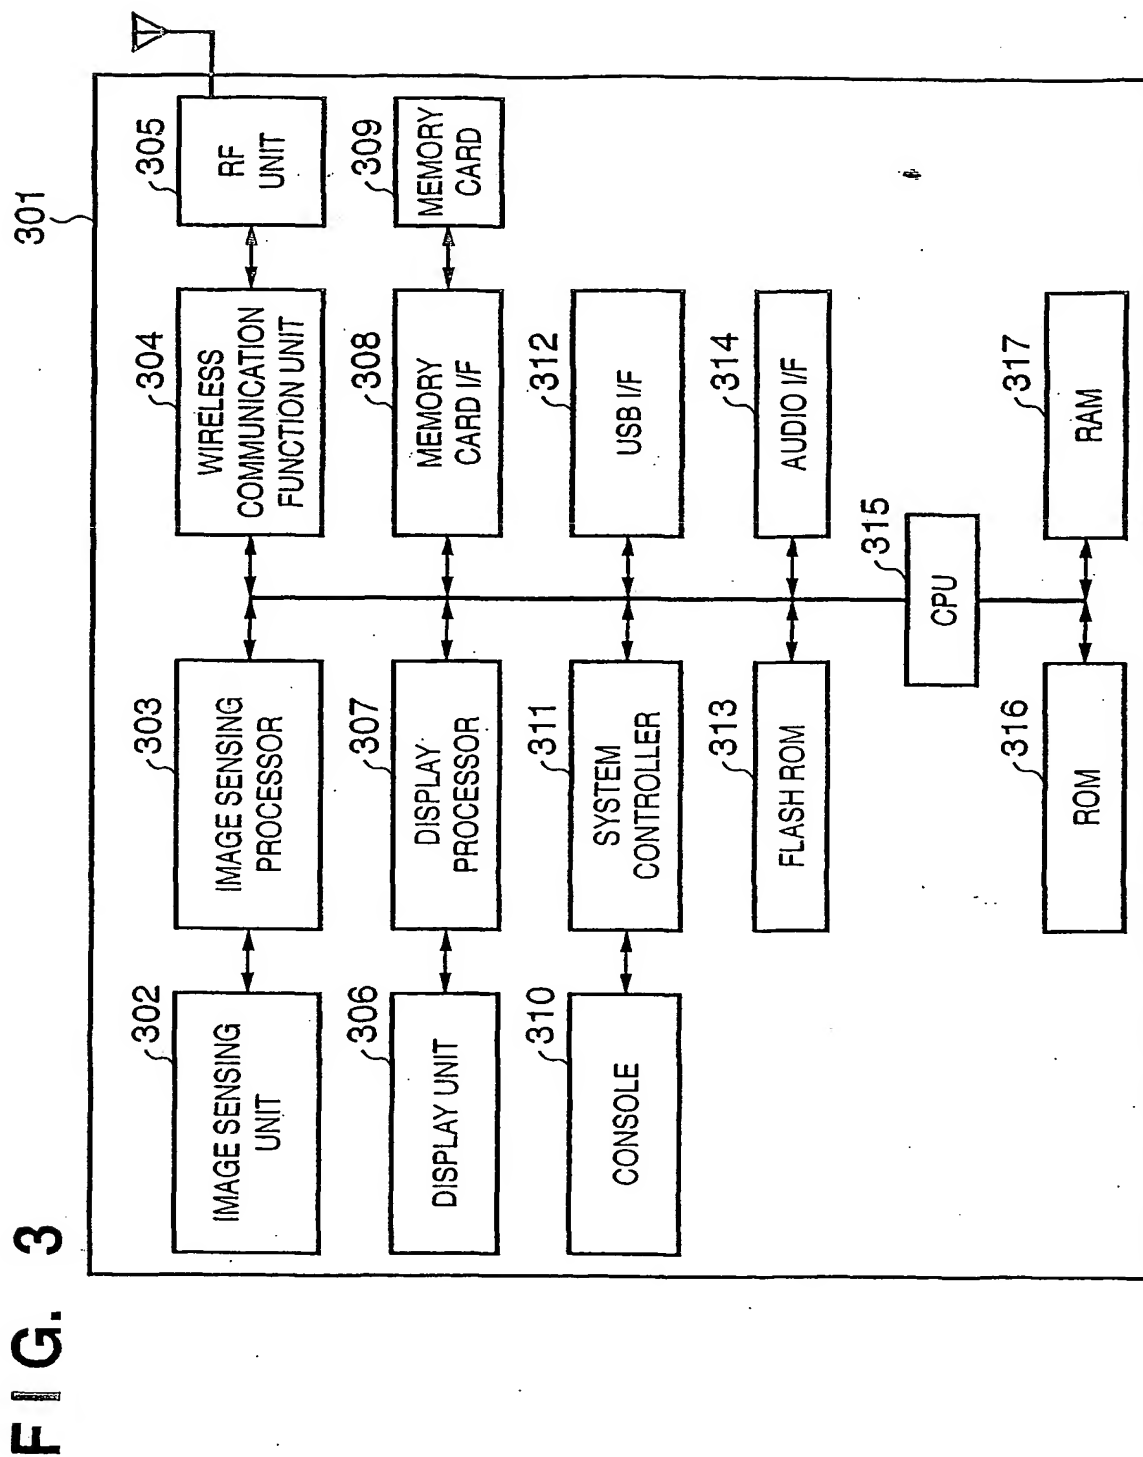 FIG. 3
301
302
IMAGE SENSING
UNIT
303
IMAGE SENSING
PROCESSOR
304
WIRELESS
COMMUNICATION
FUNCTION UNIT
305
RF
UNIT
306
DISPLAY UNIT
307
DISPLAY
PROCESSOR
308
MEMORY
CARD I/F
309
MEMORY
CARD
310
CONSOLE
311
SYSTEM
CONTROLLER
312
USB I/F
313
FLASH ROM
314
AUDIO I/F
315
CPU
316
ROM
317
RAM